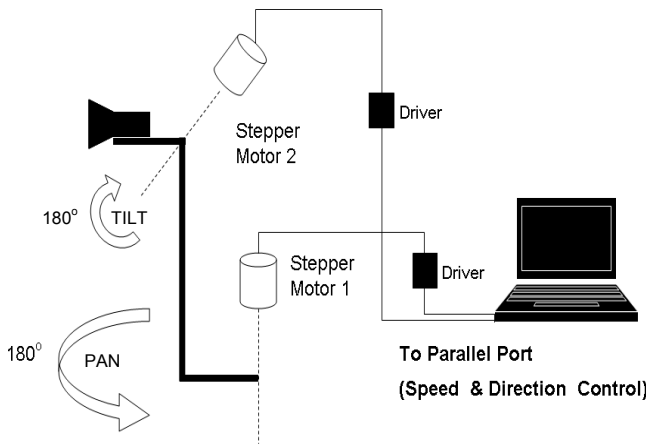 Driver
Stepper
Motor 2
180°
TILT
Stepper
Motor 1
Driver
180°
PAN
To Parallel Port
(Speed & Direction Control)